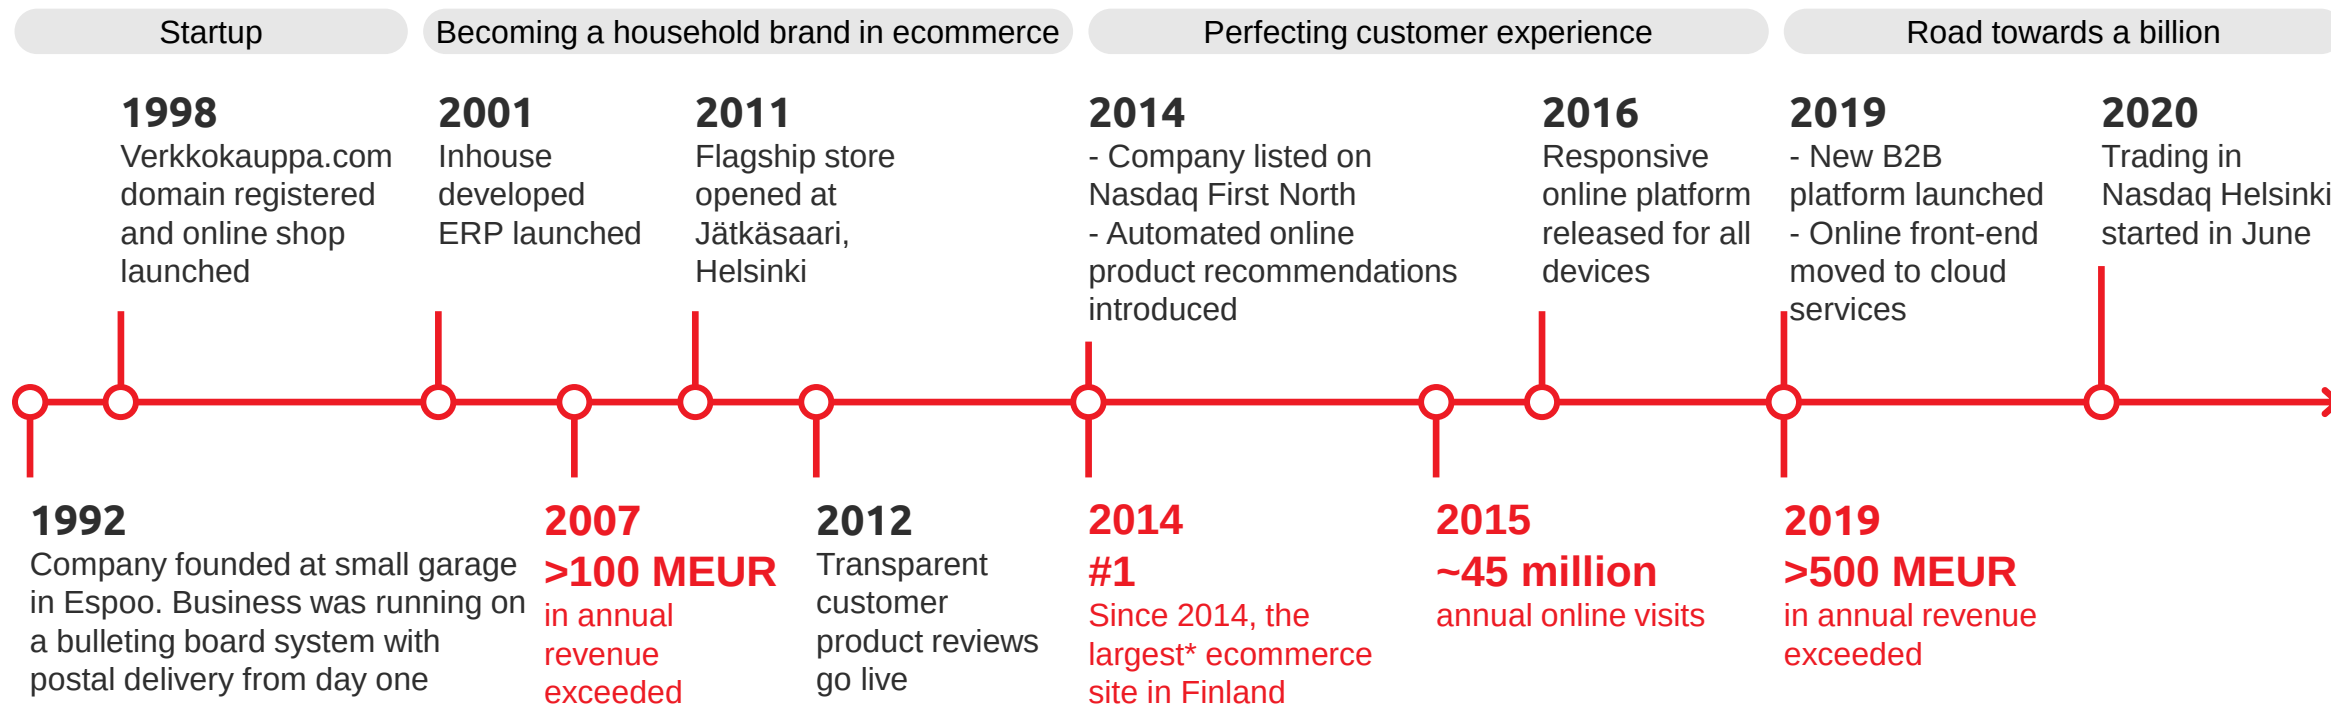 Startup
Becoming a household brand in ecommerce
Perfecting customer experience
Road towards a billion
1998
Verkkokauppa.com
domain registered
and online shop
launched
2001
Inhouse
developed
ERP launched
2011
Flagship store
opened at
Jätkäsaari,
Helsinki
2014
- Company listed on
Nasdaq First North
- Automated online
product recommendations
introduced
2016
Responsive
online platform
released for all
devices
2019
- New B2B
platform launched
- Online front-end
moved to cloud
services
2020
Trading in
Nasdaq Helsinki
started in June
1992
Company founded at small garage
in Espoo. Business was running on
a bulleting board system with
postal delivery from day one
2007
>100 MEUR
in annual
revenue
exceeded
2012
Transparent
customer
product reviews
go live
2014
#1
Since 2014, the
largest* ecommerce
site in Finland
2015
~45 million
annual online visits
2019
>500 MEUR
in annual revenue
exceeded